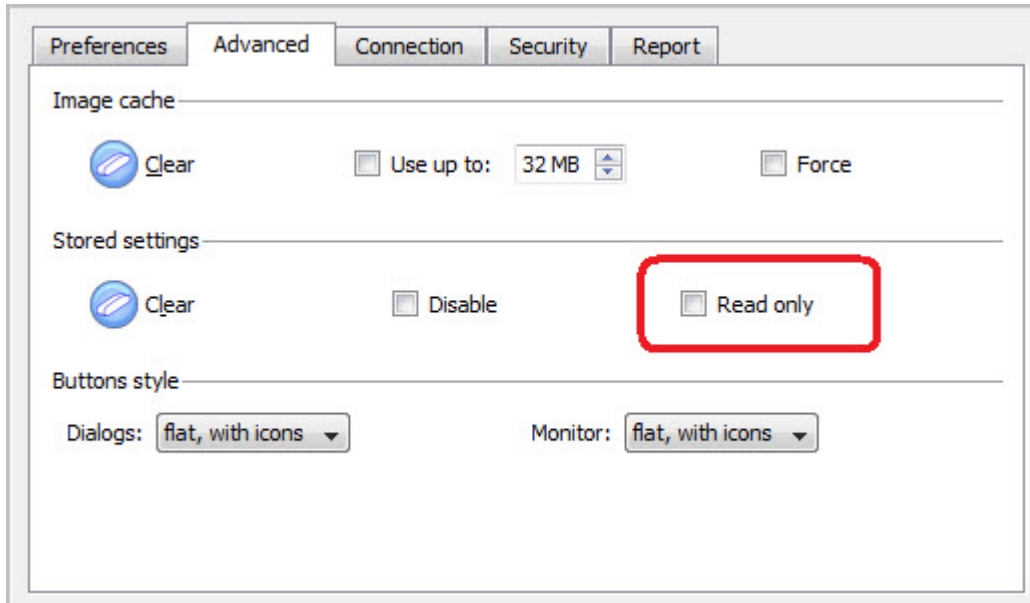 Preferences Advanced Connection Security Report
Image cache
Clear Use up to: 32 MB Force
Stored settings
Clear Disable Read only
Buttons style
Dialogs: flat, with icons Monitor: flat, with icons